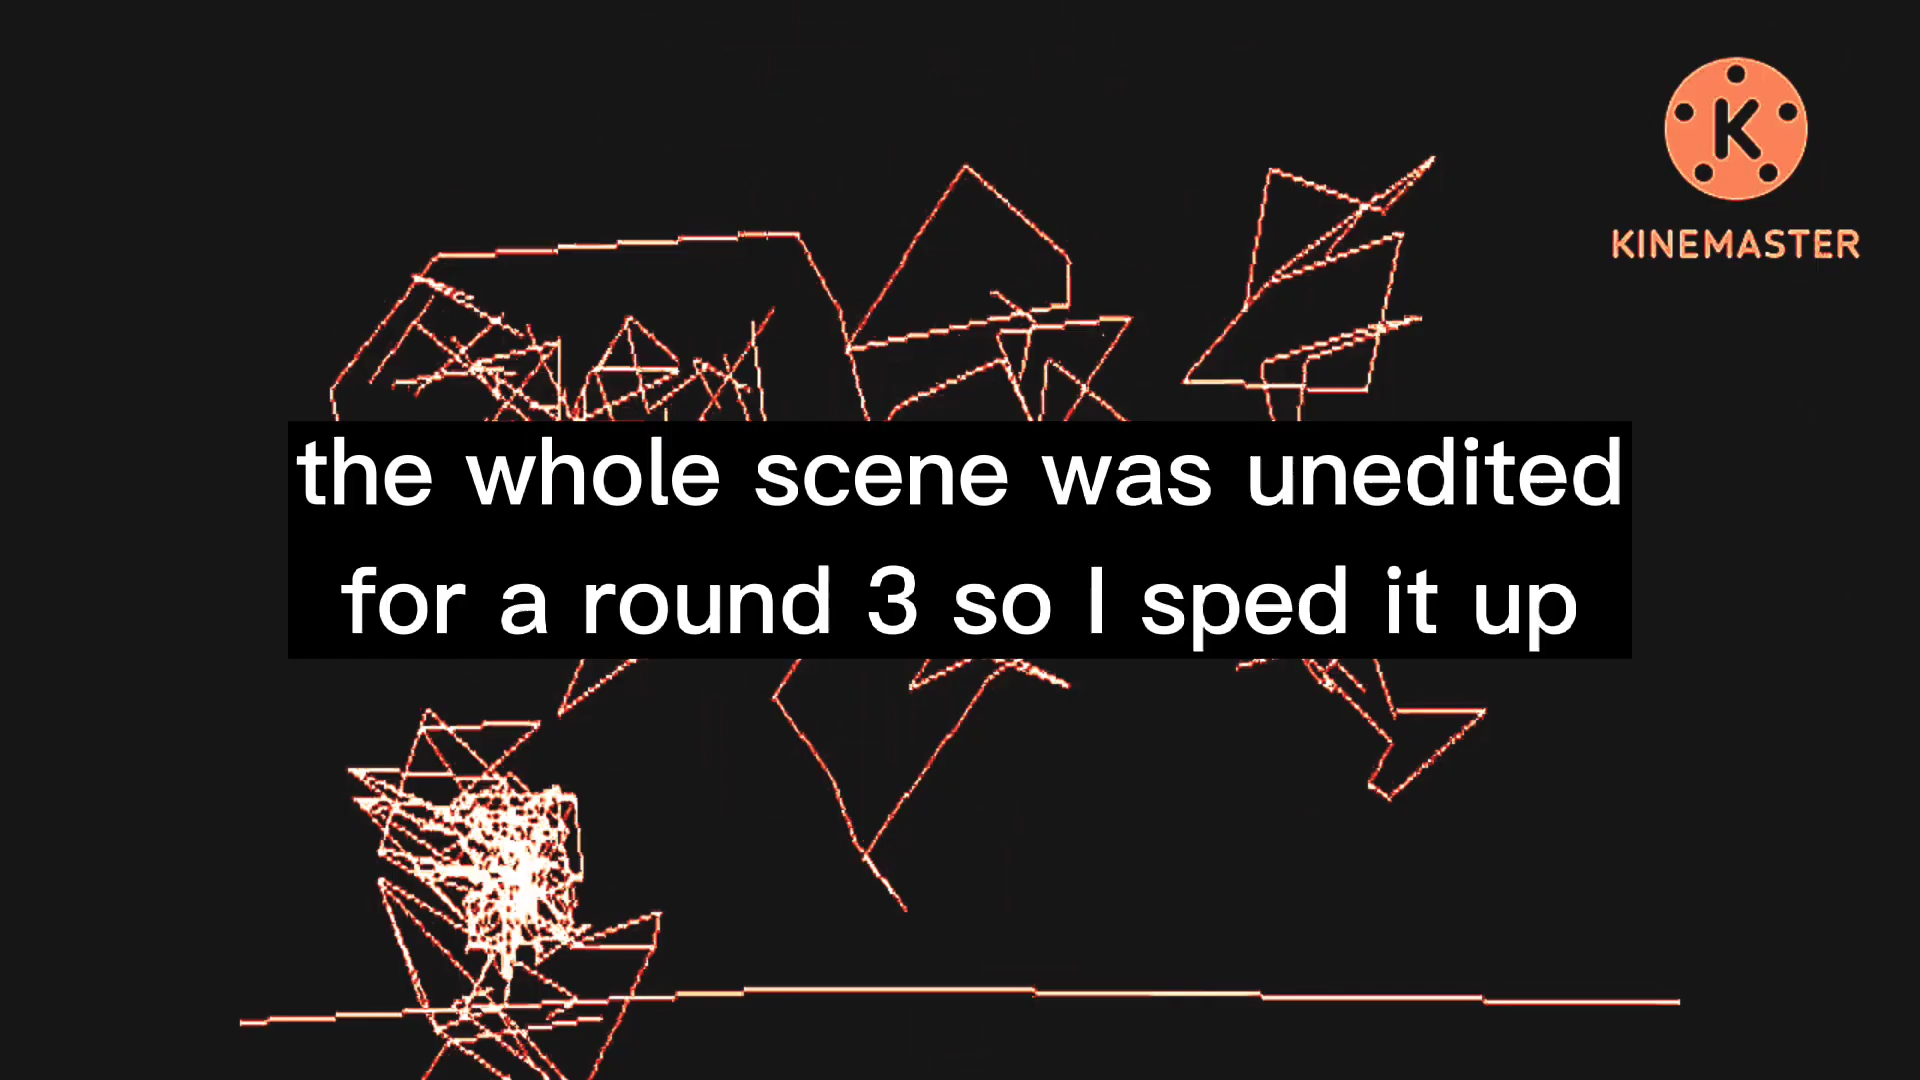 K
KINEMASTER
the whole scene was unedited
for a round 3 so I sped it up